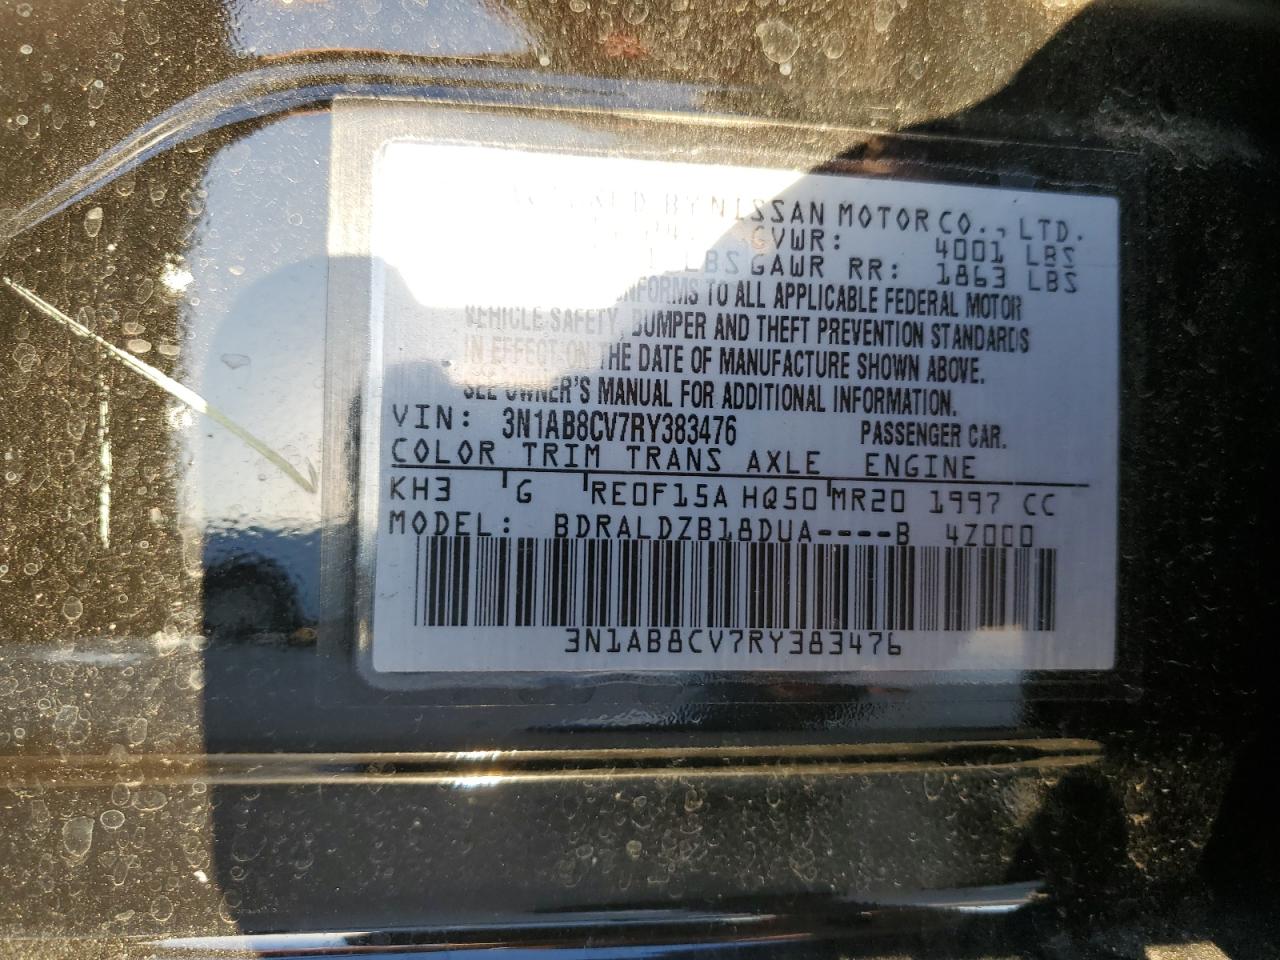 BY NISSAN MOTOR CO., LTD.
GVWR: 4001 LBS
LBS GAWR RR: 1863 LBS
CONFORMS TO ALL APPLICABLE FEDERAL MOTOR
VEHICLE SAFETY, BUMPER AND THEFT PREVENTION STANDARDS
IN EFFECT ON THE DATE OF MANUFACTURE SHOWN ABOVE.
SEE OWNER'S MANUAL FOR ADDITIONAL INFORMATION.
VIN: 3N1AB8CV7RY383476 PASSENGER CAR.
COLOR TRIM TRANS AXLE ENGINE
KH3 G RE0F15A HQ50 MR20 1997 CC
MODEL: BDRALDZB18DUA----B 4Z000
3N1AB8CV7RY383476